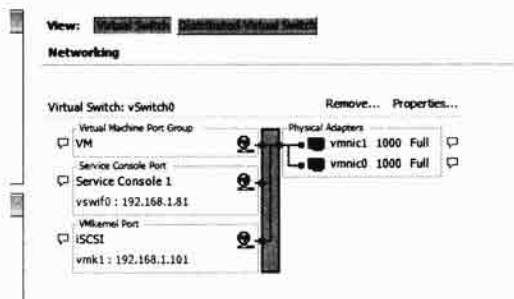 View: Virtual Switch Distributed Virtual Switch
Networking
Virtual Switch: vSwitch0 Remove... Properties...
Virtual Machine Port Group
VM
Physical Adapters
vmnic1 1000 Full
vmnic0 1000 Full
Service Console Port
Service Console 1
vswif0 : 192.168.1.81
VMkernel Port
iSCSI
vmk1 : 192.168.1.101